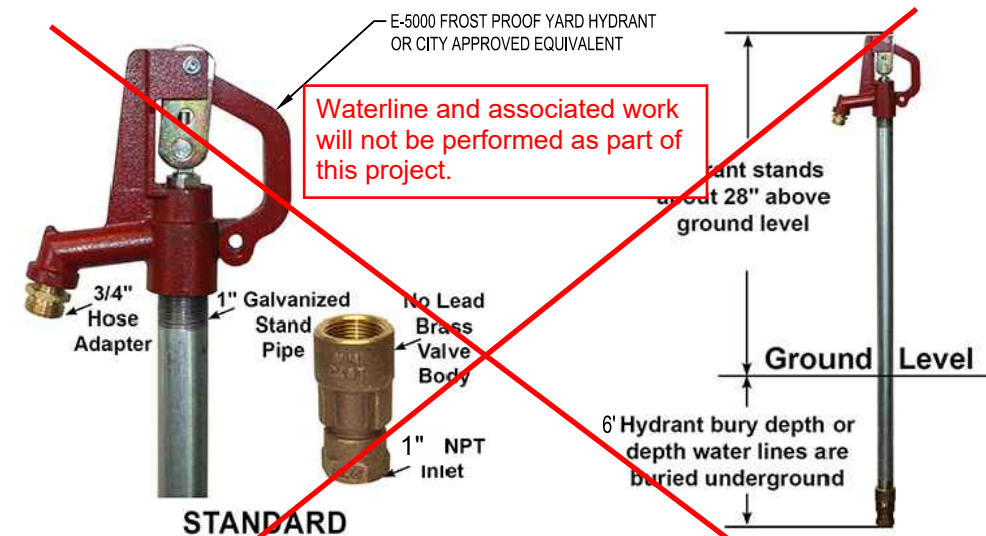 E-5000 FROST PROOF YARD HYDRANT
OR CITY APPROVED EQUIVALENT
Waterline and associated work
will not be performed as part of
this project.
stands
28" above
ground level
3/4"
Hose
Adapter
1" Galvanized
Stand
Pipe
No Lead
Brass
Valve
Body
1" NPT
Inlet
STANDARD
Ground Level
6' Hydrant bury depth or
depth water lines are
buried underground